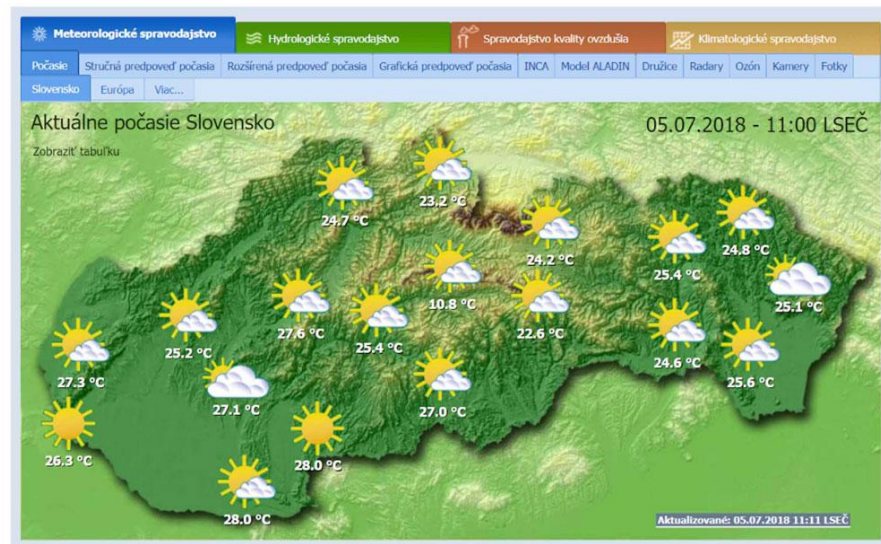 Meteorologické spravodajstvo
Hydrologické spravodajstvo
Spravodajstvo kvality ovzdušia
Klimatologické spravodajstvo
Počasie Stručná predpoveď počasia Rozšírená predpoveď počasia Grafická predpoveď počasia INCA Model ALADIN Družice Radary Ozón Kamery Fotky
Slovensko Európa Viac...
Aktuálne počasie Slovensko
05.07.2018 - 11:00 LSEČ
Zobraziť tabuľku
23.2 °C
24.7 °C
24.8 °C
24.2 °C
25.4 °C
10.8 °C
25.1 °C
27.6 °C
22.6 °C
25.4 °C
25.2 °C
24.6 °C
27.3 °C
25.6 °C
27.1 °C
27.0 °C
26.3 °C
28.0 °C
28.0 °C
Aktualizované: 05.07.2018 11:11 LSEČ